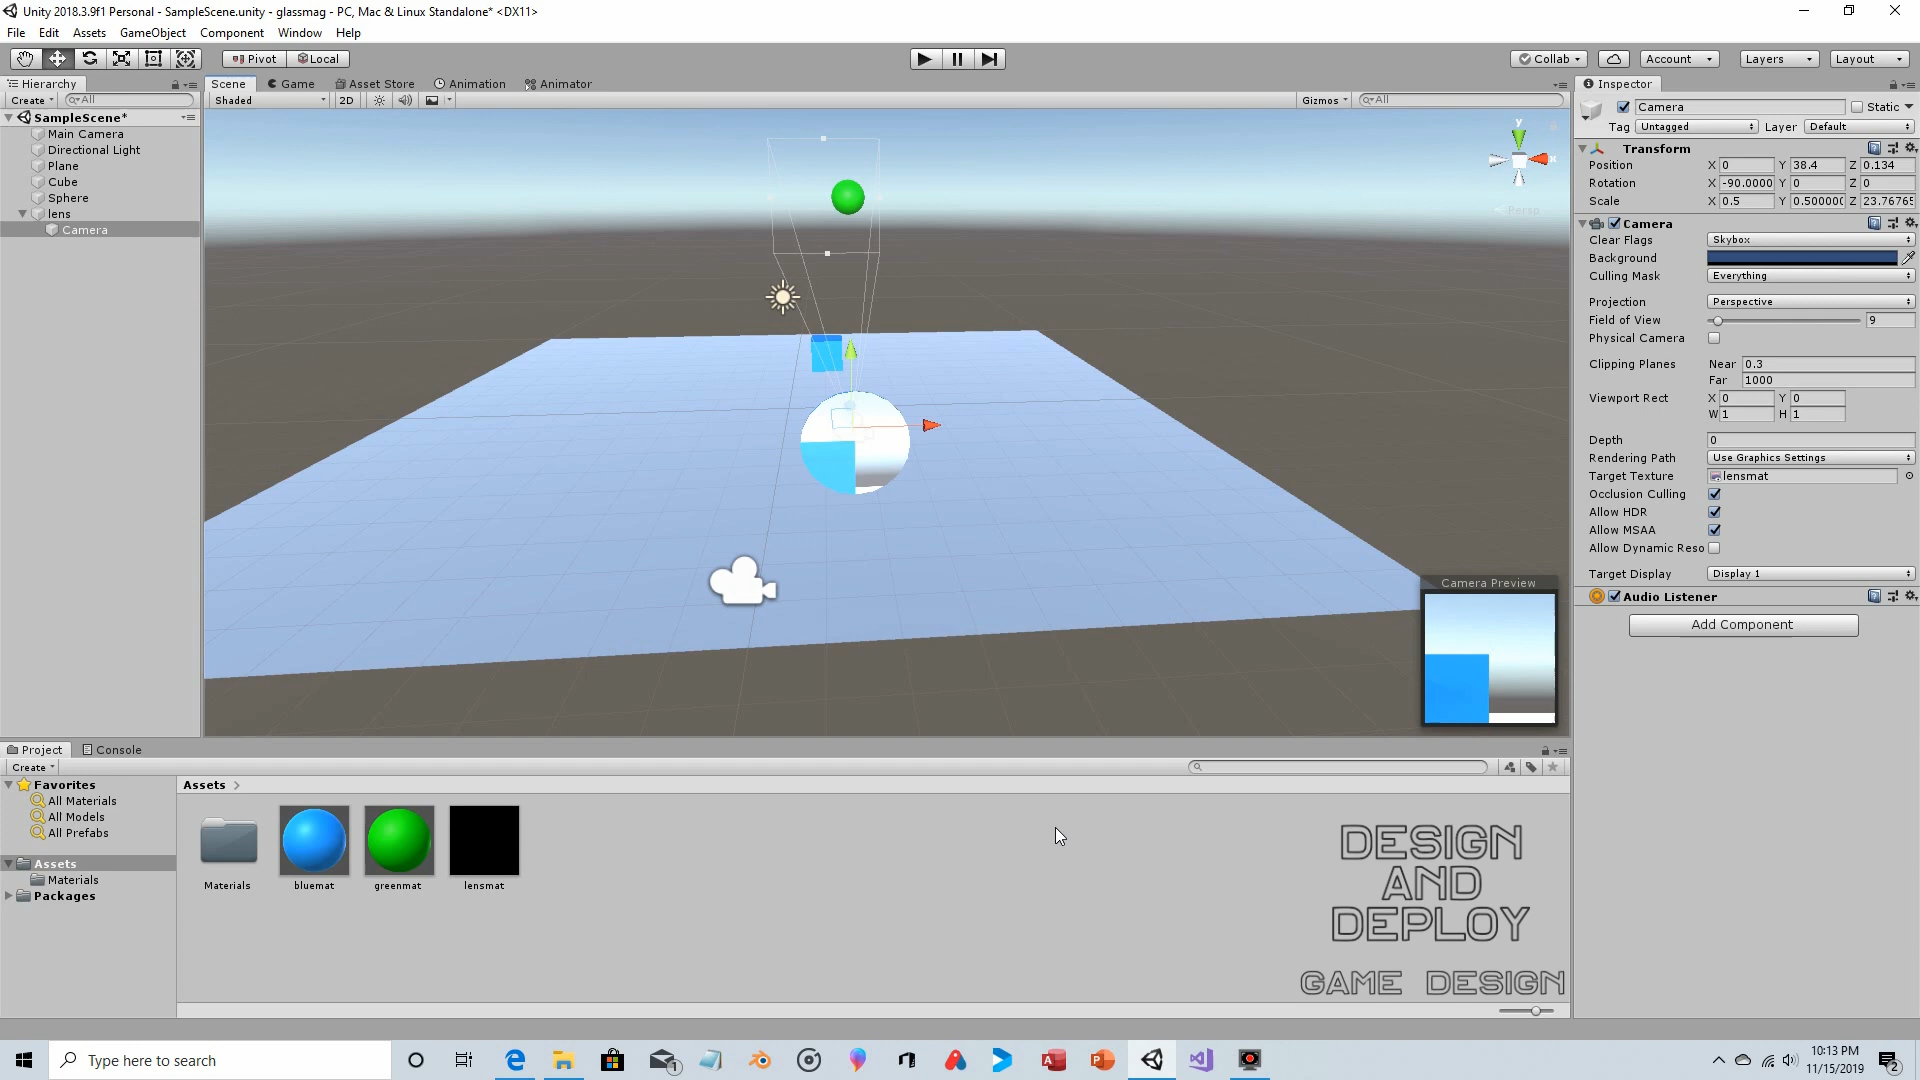 Unity 2018.3.9f1 Personal - SampleScene.unity - glassmag - PC, Mac & Linux Standalone* <DX11>
File Edit Assets GameObject Component Window Help
Pivot Local Collab Account Layers Layout
Hierarchy
Create All
SampleScene*
Main Camera
Directional Light
Plane
Cube
Sphere
lens
Camera
Scene Game Asset Store Animation Animator
Shaded 2D Gizmos All
y
x
Persp
Camera Preview
Inspector
Camera Static
Tag Untagged Layer Default
Transform
Position X 0 Y 38.4 Z 0.134
Rotation X -90.0000 Y 0 Z 0
Scale X 0.5 Y 0.50000( Z 23.76765
Camera
Clear Flags Skybox
Background
Culling Mask Everything
Projection Perspective
Field of View 9
Physical Camera
Clipping Planes Near 0.3
Far 1000
Viewport Rect X 0 Y 0
W 1 H 1
Depth 0
Rendering Path Use Graphics Settings
Target Texture lensmat
Occlusion Culling
Allow HDR
Allow MSAA
Allow Dynamic Reso
Target Display Display 1
Audio Listener
Add Component
Project Console
Create
Favorites
All Materials
All Models
All Prefabs
Assets
Materials
Packages
Assets
Materials bluemat greenmat lensmat
DESIGN
AND
DEPLOY
GAME DESIGN
Type here to search
1
10:13 PM
11/15/2019
2